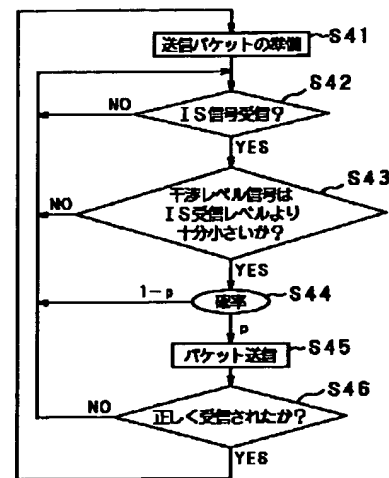 送信パケットの準備
S41
S42
IS信号受信?
NO
YES
S43
干渉レベル信号は
IS受信レベルより
十分小さいか?
NO
YES
1-p
確率
S44
p
パケット送信
S45
S46
正しく受信されたか?
NO
YES